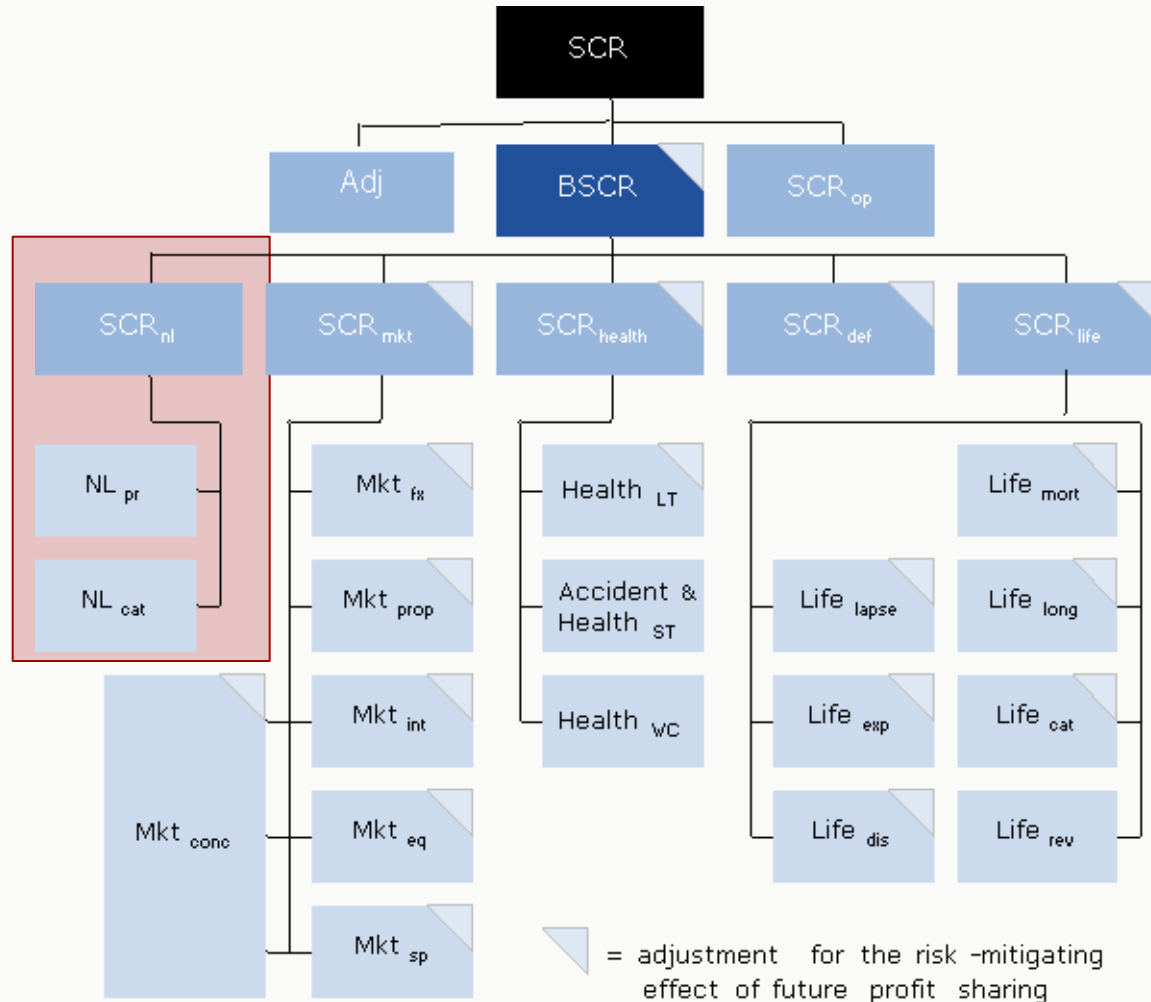 SCR
Adj
BSCR
SCR op
SCR nl
SCR mkt
SCR health
SCR def
SCR life
NL pr
Mkt fx
Health LT
Life mort
NL cat
Mkt prop
Accident &
Health ST
Life lapse
Life long
Mkt conc
Mkt int
Health WC
Life exp
Life cat
Mkt eq
Life dis
Life rev
Mkt sp
= adjustment for the risk -mitigating
effect of future profit sharing